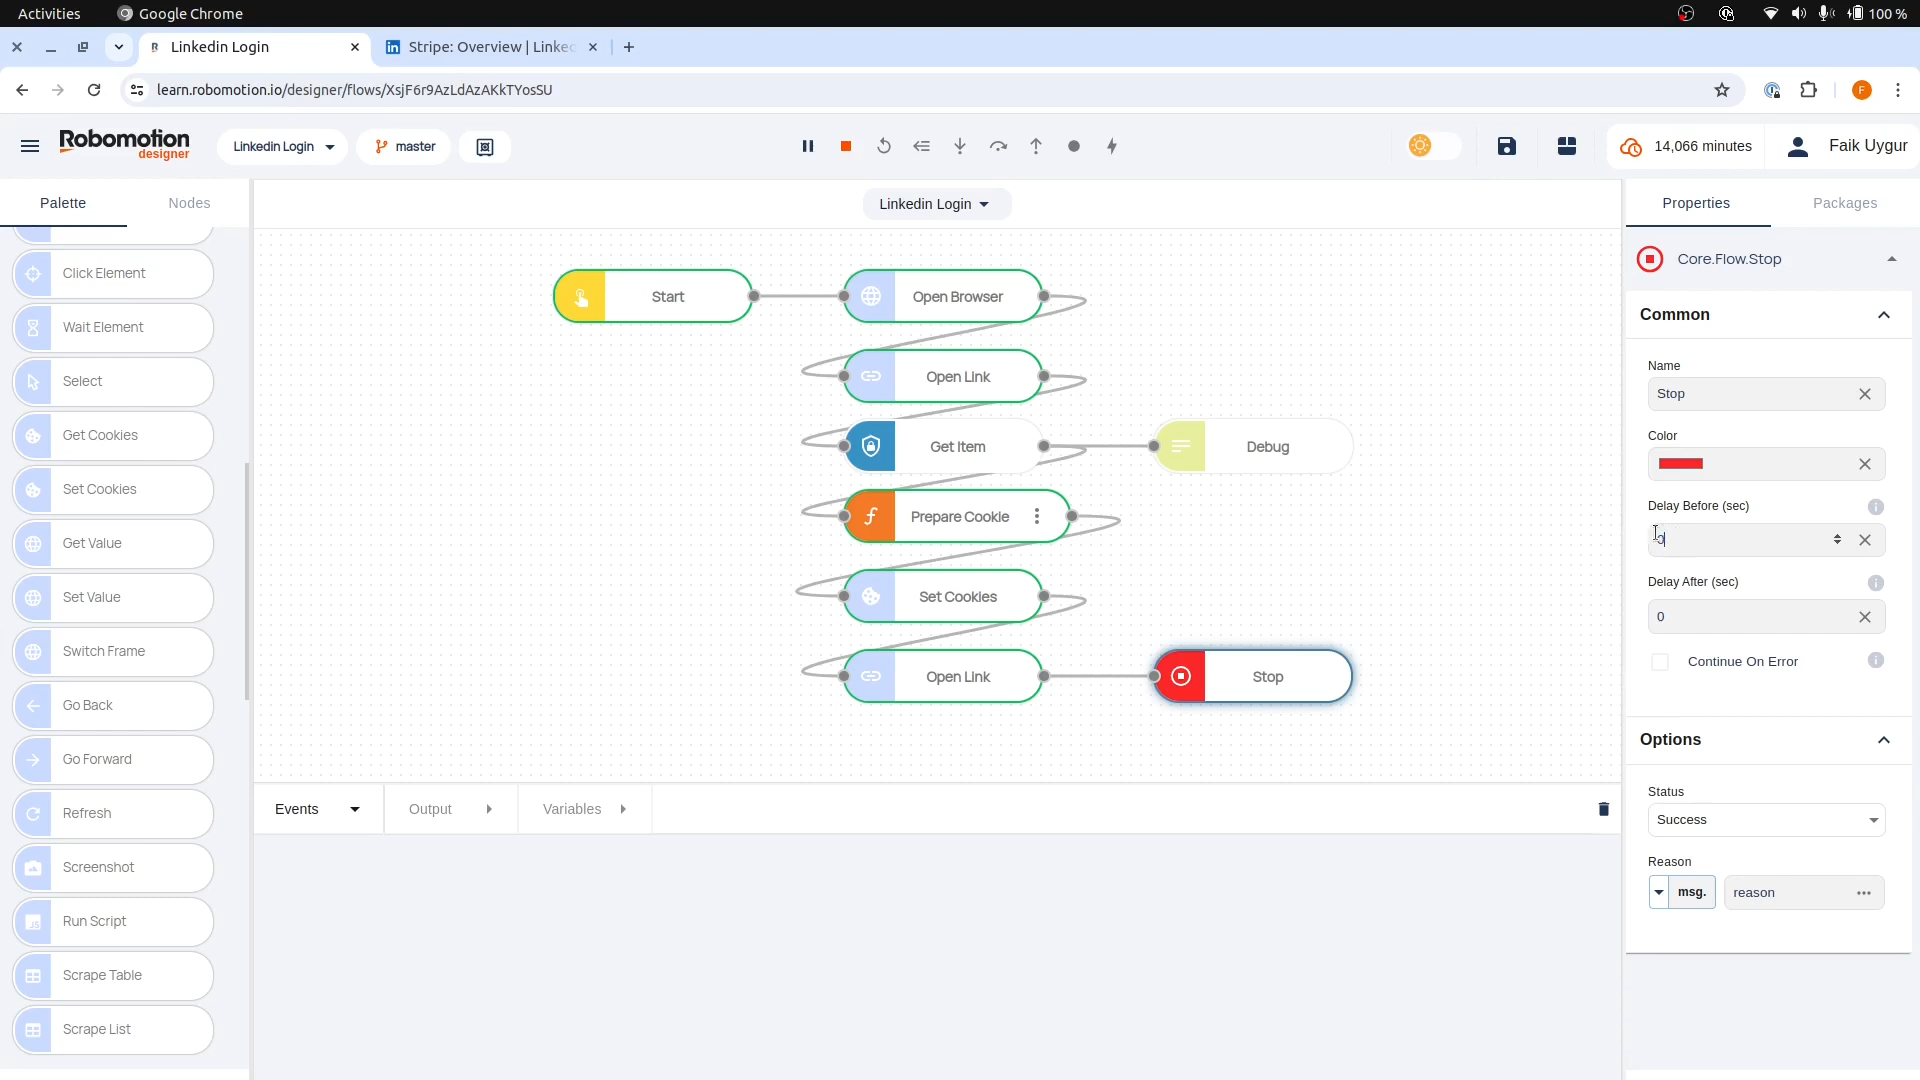 Activities
Google Chrome
100 %
Linkedin Login
Stripe: Overview | Linked
learn.robomotion.io/designer/flows/XsjF6r9AzLdAzAKkTYosSU
F
Robomotion
designer
Linkedin Login
master
14,066 minutes
Faik Uygur
Palette
Nodes
Click Element
Wait Element
Select
Get Cookies
Set Cookies
Get Value
Set Value
Switch Frame
Go Back
Go Forward
Refresh
Screenshot
Run Script
Scrape Table
Scrape List
Linkedin Login
Start
Open Browser
Open Link
Get Item
Debug
Prepare Cookie
Set Cookies
Open Link
Stop
Events
Output
Variables
Properties
Packages
Core.Flow.Stop
Common
Name
Stop
Color
Delay Before (sec)
0
Delay After (sec)
0
Continue On Error
Options
Status
Success
Reason
msg.
reason